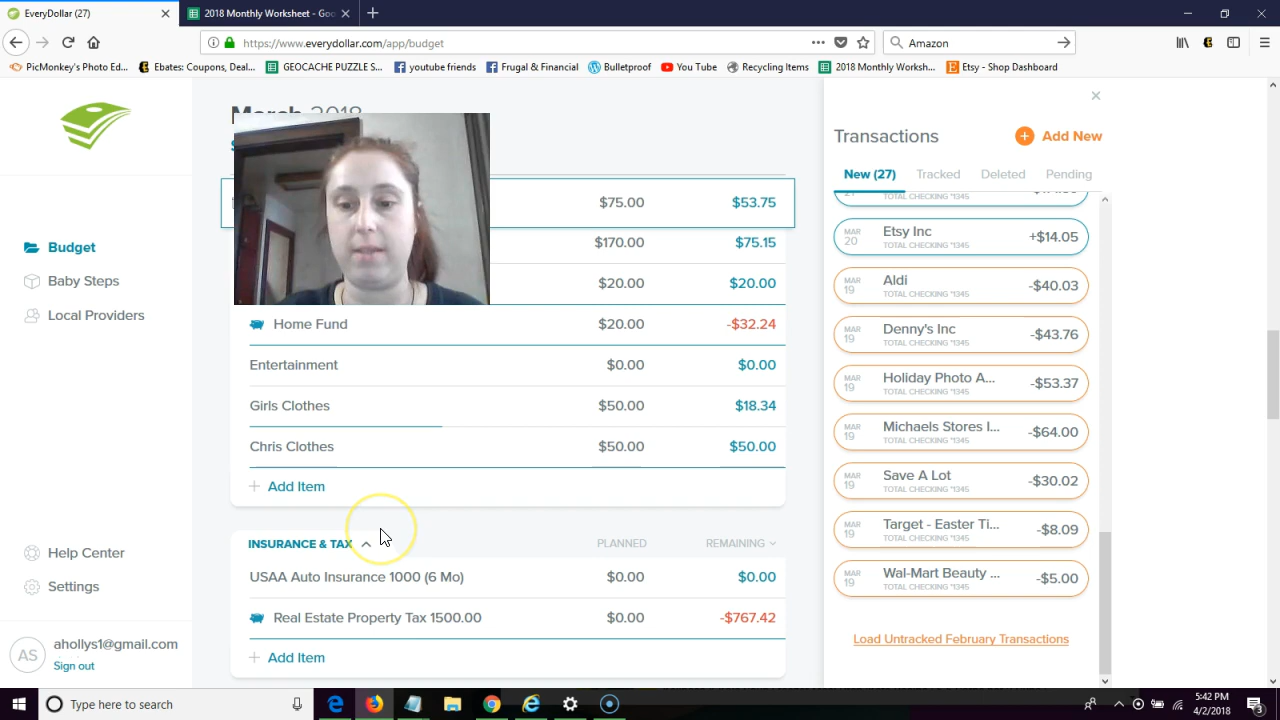 EveryDollar (27)
2018 Monthly Worksheet - Goo
https://www.everydollar.com/app/budget
Amazon
PicMonkey's Photo Ed...
Ebates: Coupons, Deal...
GEOCACHE PUZZLE S...
youtube friends
Frugal & Financial
Bulletproof
You Tube
Recycling Items
2018 Monthly Worksh...
Etsy - Shop Dashboard
Budget
Baby Steps
Local Providers
Help Center
Settings
AS
ahollys1@gmail.com
Sign out
March 2018
$75.00 $53.75
$170.00 $75.15
$20.00 $20.00
Home Fund $20.00 -$32.24
Entertainment $0.00 $0.00
Girls Clothes $50.00 $18.34
Chris Clothes $50.00 $50.00
+ Add Item
INSURANCE & TAX PLANNED REMAINING
USAA Auto Insurance 1000 (6 Mo) $0.00 $0.00
Real Estate Property Tax 1500.00 $0.00 -$767.42
+ Add Item
Transactions
Add New
New (27) Tracked Deleted Pending
TOTAL CHECKING *1345
MAR 20 Etsy Inc +$14.05
TOTAL CHECKING *1345
MAR 19 Aldi -$40.03
TOTAL CHECKING *1345
MAR 19 Denny's Inc -$43.76
TOTAL CHECKING *1345
MAR 19 Holiday Photo A... -$53.37
TOTAL CHECKING *1345
MAR 19 Michaels Stores I... -$64.00
TOTAL CHECKING *1345
MAR 19 Save A Lot -$30.02
TOTAL CHECKING *1345
MAR 19 Target - Easter Ti... -$8.09
TOTAL CHECKING *1345
MAR 19 Wal-Mart Beauty ... -$5.00
TOTAL CHECKING *1345
Load Untracked February Transactions
Type here to search
5:42 PM
4/2/2018
3